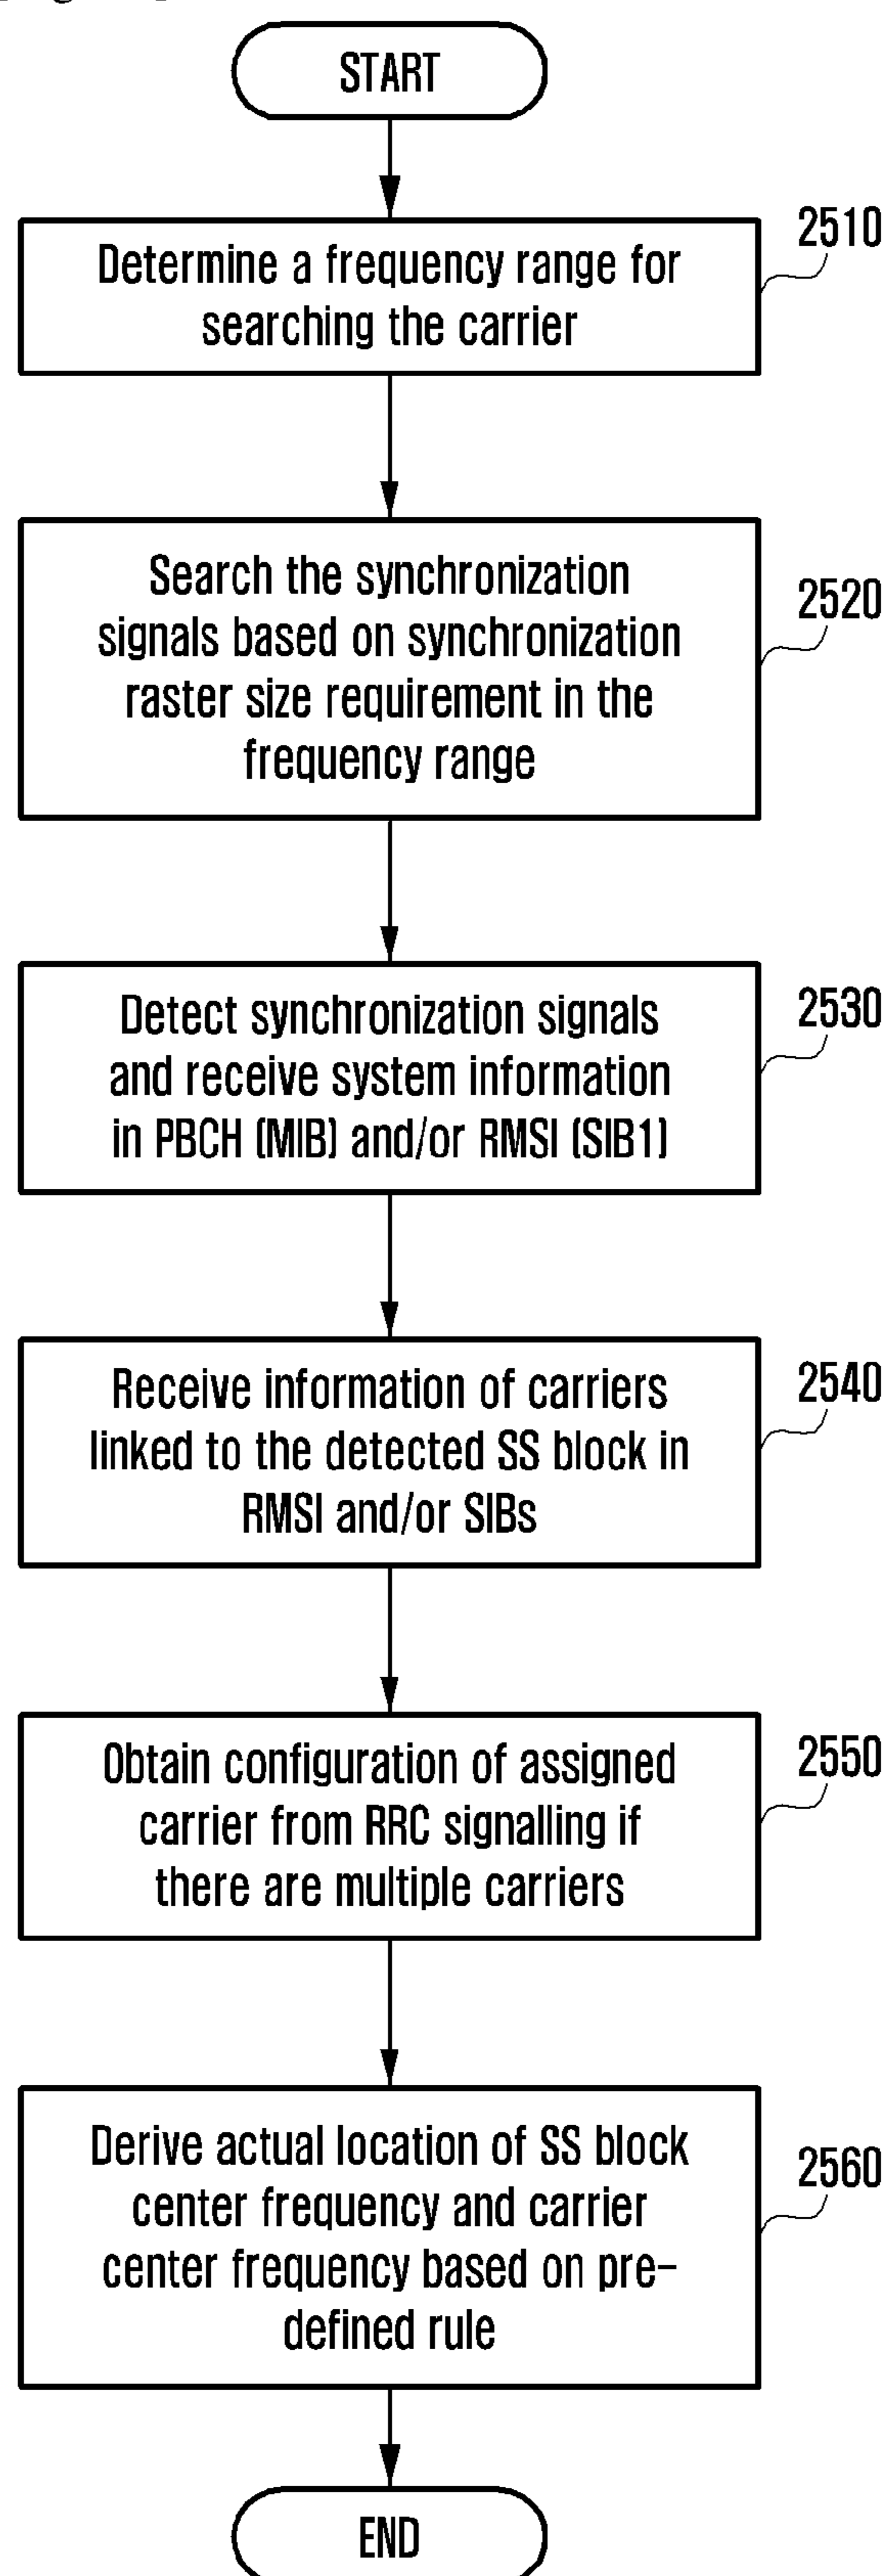 START
2510
Determine a frequency range for
searching the carrier
2520
Search the synchronization
signals based on synchronization
raster size requirement in the
frequency range
2530
Detect synchronization signals
and receive system information
in PBCH (MIB) and/or RMSI (SIB1)
2540
Receive information of carriers
linked to the detected SS block in
RMSI and/or SIBs
2550
Obtain configuration of assigned
carrier from RRC signalling if
there are multiple carriers
2560
Derive actual location of SS block
center frequency and carrier
center frequency based on pre-
defined rule
END